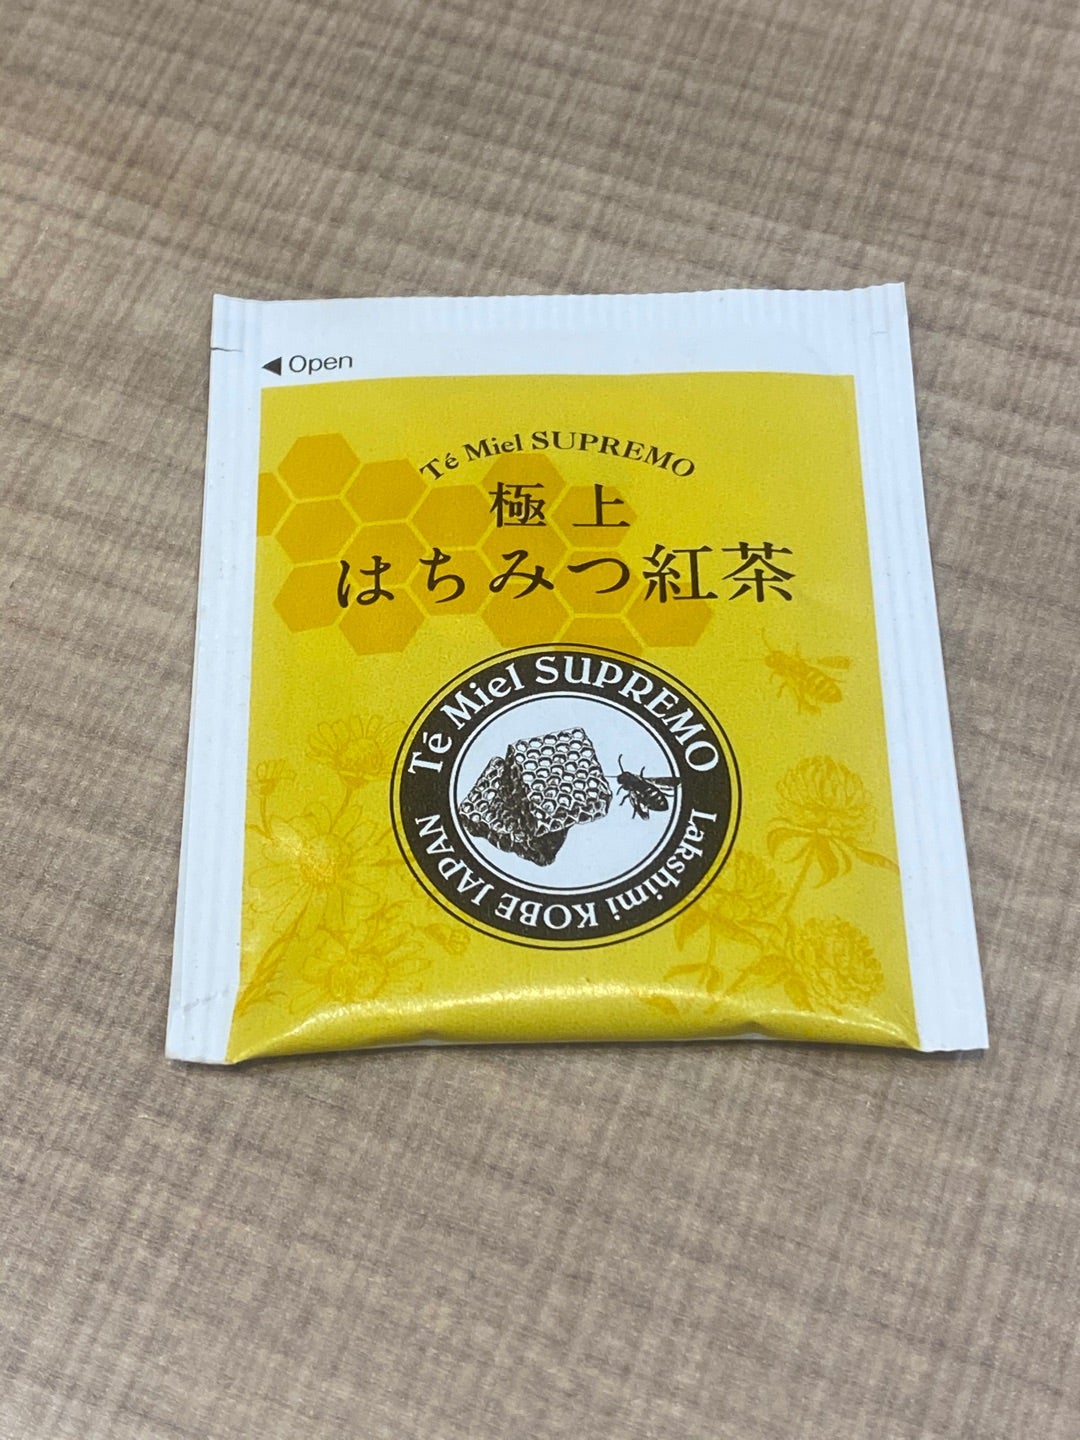 ◀Open
Té Miel SUPREMO
極上
はちみつ紅茶
Té Miel SUPREMO
Lakshimi KOBE JAPAN